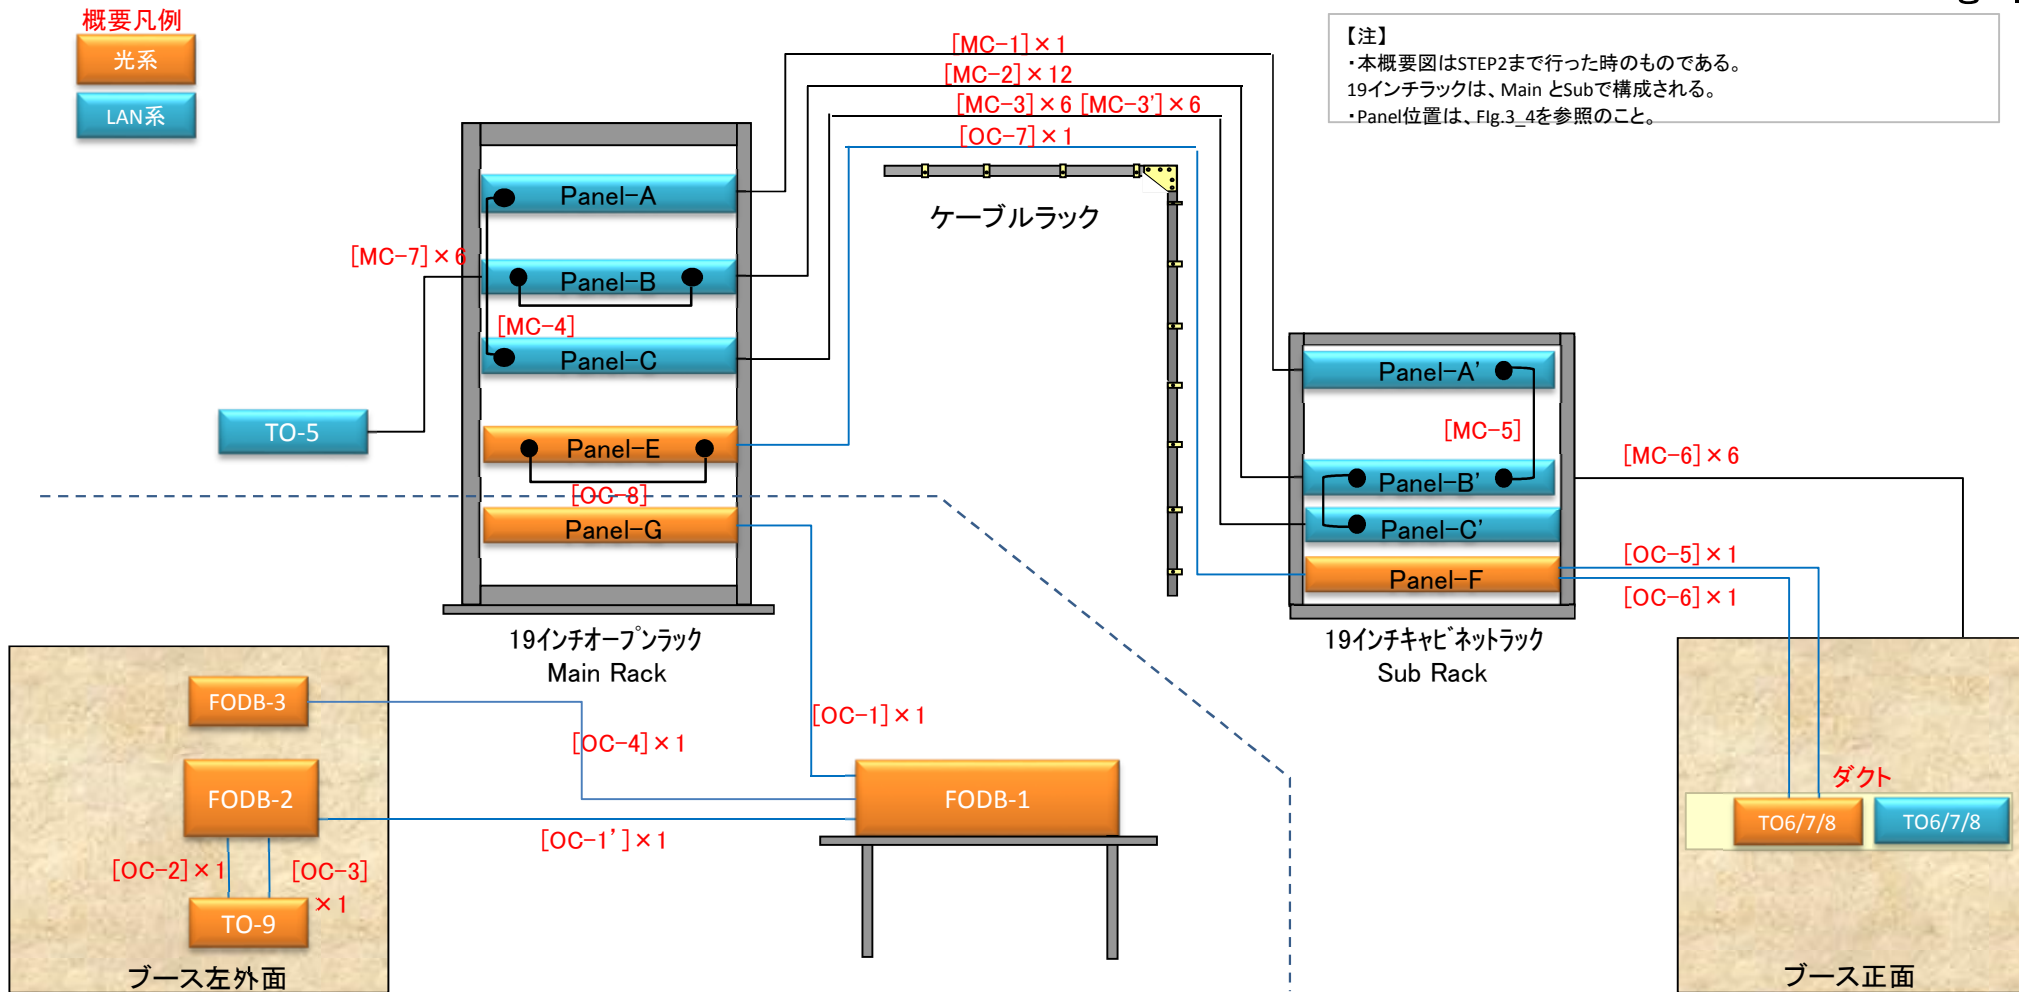 概要凡例
光系
LAN系
【注】
・本概要図はSTEP2まで行った時のものである。
19インチラックは、Main とSubで構成される。
・Panel位置は、FIg.3_4を参照のこと。
[MC-1]×1
[MC-2]×12
[MC-3]×6 [MC-3']×6
[OC-7]×1
ケーブルラック
Panel-A
[MC-7]×6
Panel-B
[MC-4]
Panel-C
TO-5
Panel-E
[OC-8]
Panel-G
19インチオープンラック
Main Rack
Panel-A'
[MC-5]
[MC-6]×6
Panel-B'
Panel-C'
[OC-5]×1
Panel-F
[OC-6]×1
19インチキャビネットラック
Sub Rack
FODB-3
[OC-1]×1
[OC-4]×1
FODB-2
FODB-1
[OC-1']×1
[OC-2]×1
[OC-3]
×1
TO-9
ブース左外面
ダクト
TO6/7/8
TO6/7/8
ブース正面